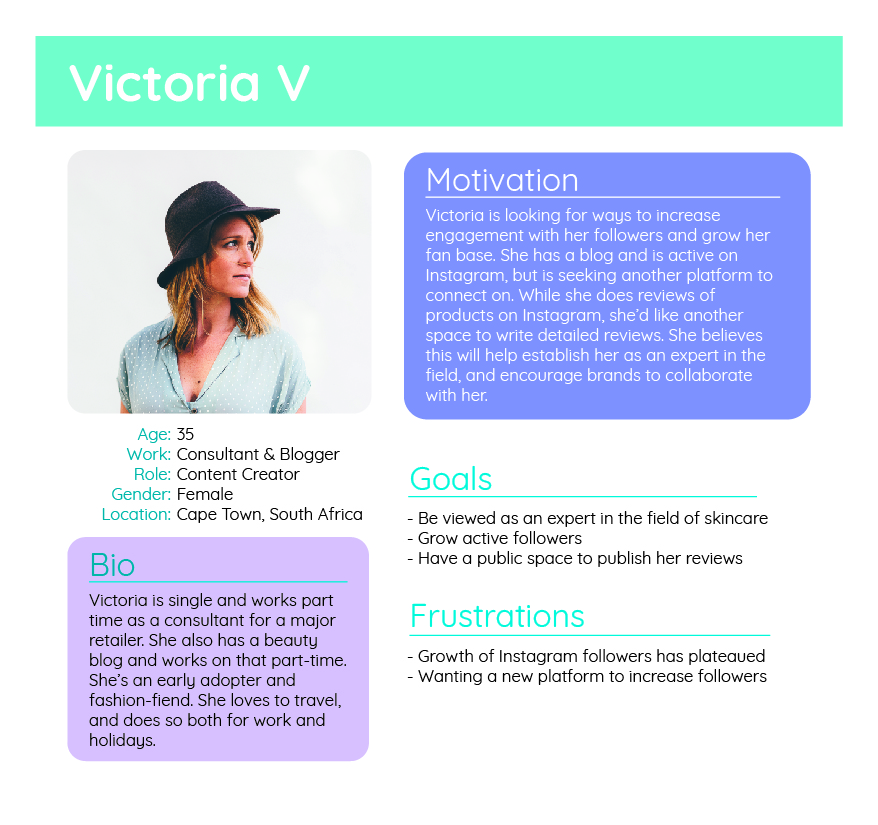 Victoria V
Age: 35
Work: Consultant & Blogger
Role: Content Creator
Gender: Female
Location: Cape Town, South Africa
Bio
Victoria is single and works part
time as a consultant for a major
retailer. She also has a beauty
blog and works on that part-time.
She's an early adopter and
fashion-fiend. She loves to travel,
and does so both for work and
holidays.
Motivation
Victoria is looking for ways to increase
engagement with her followers and grow her
fan base. She has a blog and is active on
Instagram, but is seeking another platform to
connect on. While she does reviews of
products on Instagram, she'd like another
space to write detailed reviews. She believes
this will help establish her as an expert in the
field, and encourage brands to collaborate
with her.
Goals
- Be viewed as an expert in the field of skincare
- Grow active followers
- Have a public space to publish her reviews
Frustrations
- Growth of Instagram followers has plateaued
- Wanting a new platform to increase followers